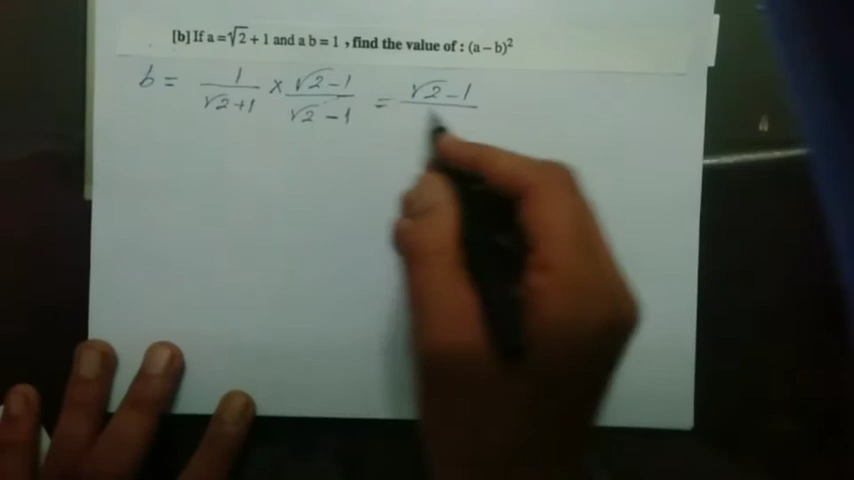 [b] If a = √2 + 1 and a b = 1 , find the value of : (a – b)²
b = 1/(√2+1) × (√2-1)/(√2-1) = √2-1